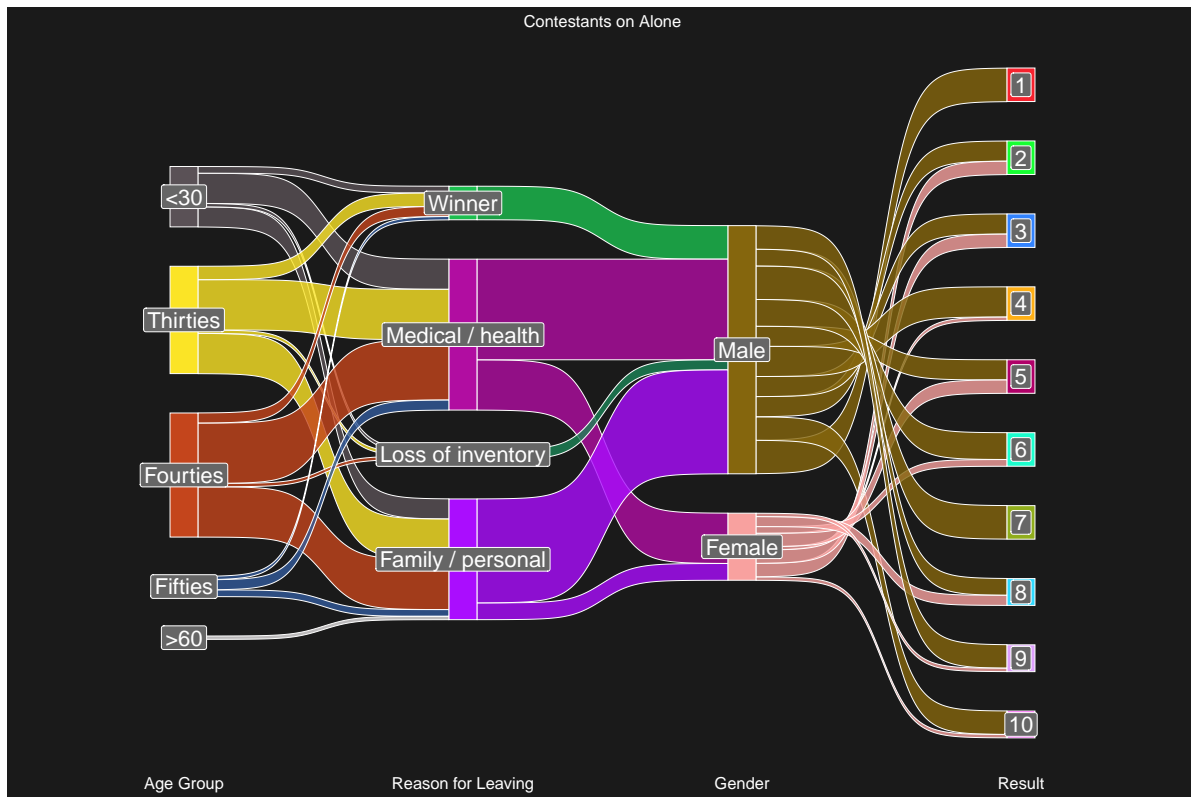 Contestants on Alone
<30
Thirties
Fourties
Fifties
>60
Winner
Medical / health
Loss of inventory
Family / personal
Male
Female
1
2
3
4
5
6
7
8
9
10
Age Group
Reason for Leaving
Gender
Result